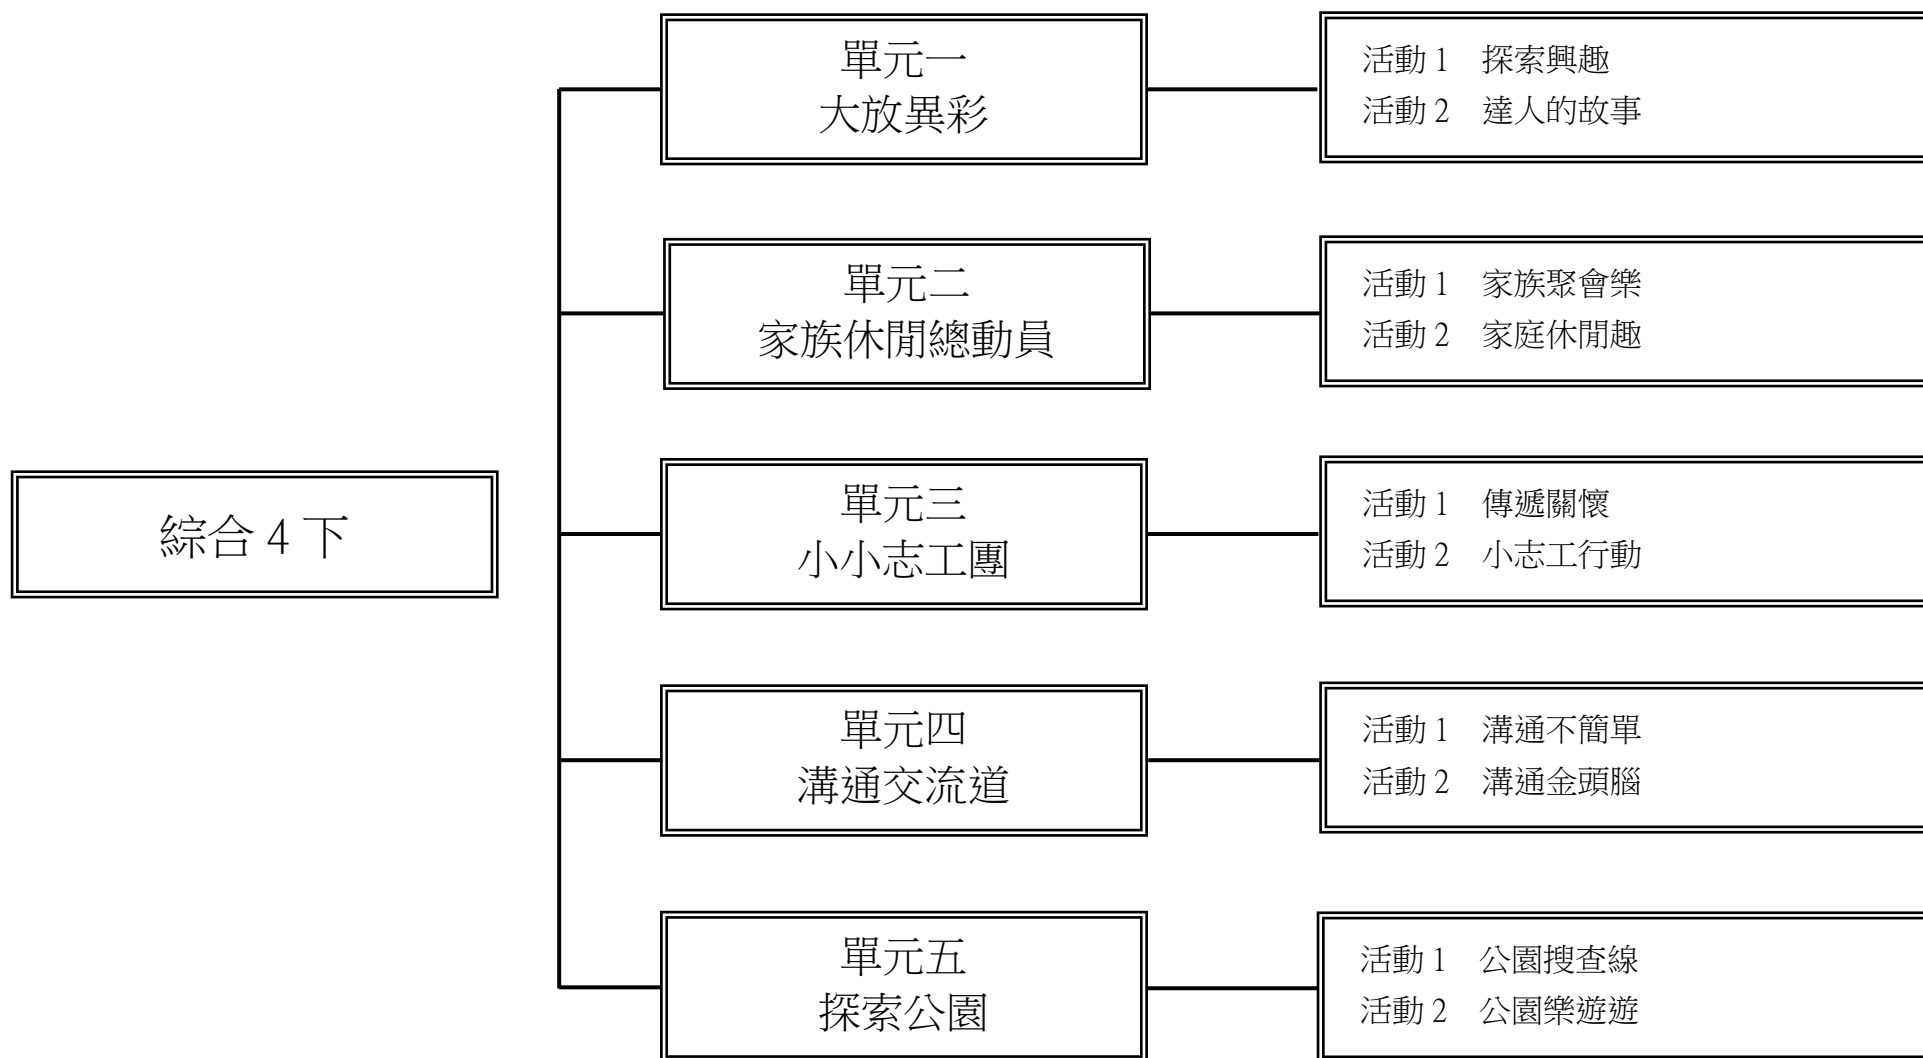 綜合 4 下
單元一
大放異彩
活動 1　探索興趣
活動 2　達人的故事
單元二
家族休閒總動員
活動 1　家族聚會樂
活動 2　家庭休閒趣
單元三
小小志工團
活動 1　傳遞關懷
活動 2　小志工行動
單元四
溝通交流道
活動 1　溝通不簡單
活動 2　溝通金頭腦
單元五
探索公園
活動 1　公園搜查線
活動 2　公園樂遊遊